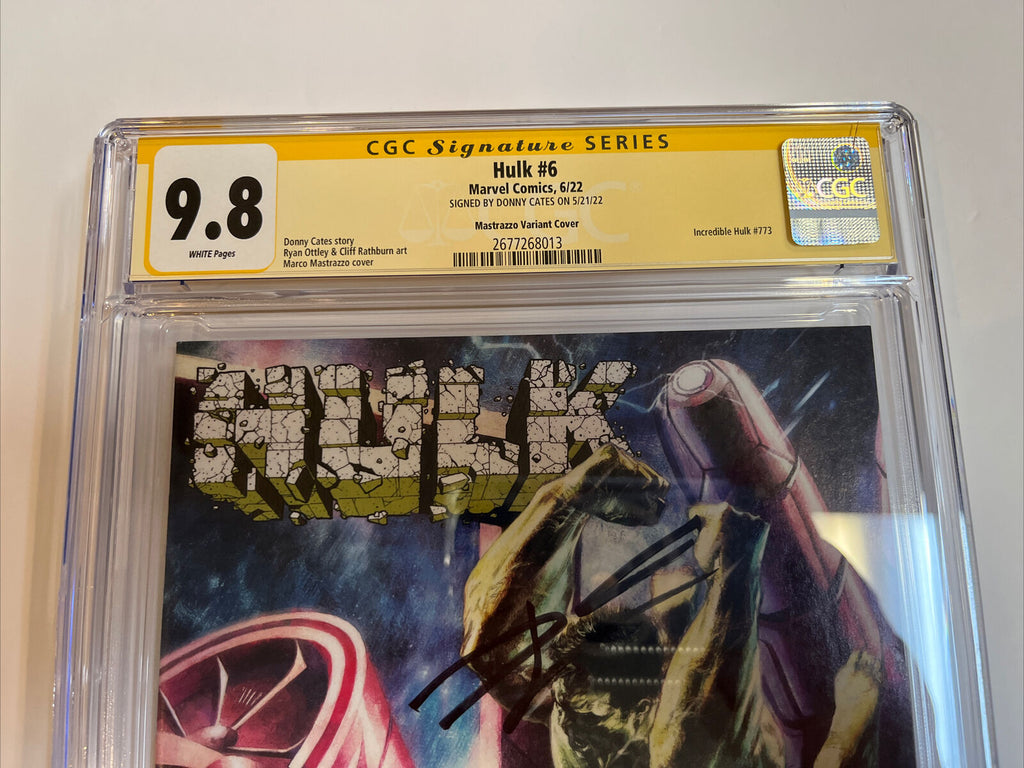 CGC Signature SERIES
9.8
WHITE Pages
Hulk #6
Marvel Comics, 6/22
SIGNED BY DONNY CATES ON 5/21/22
Mastrazzo Variant Cover
2677268013
Donny Cates story
Ryan Ottley & Cliff Rathburn art
Marco Mastrazzo cover
Incredible Hulk #773
CGC
CGC
HULK